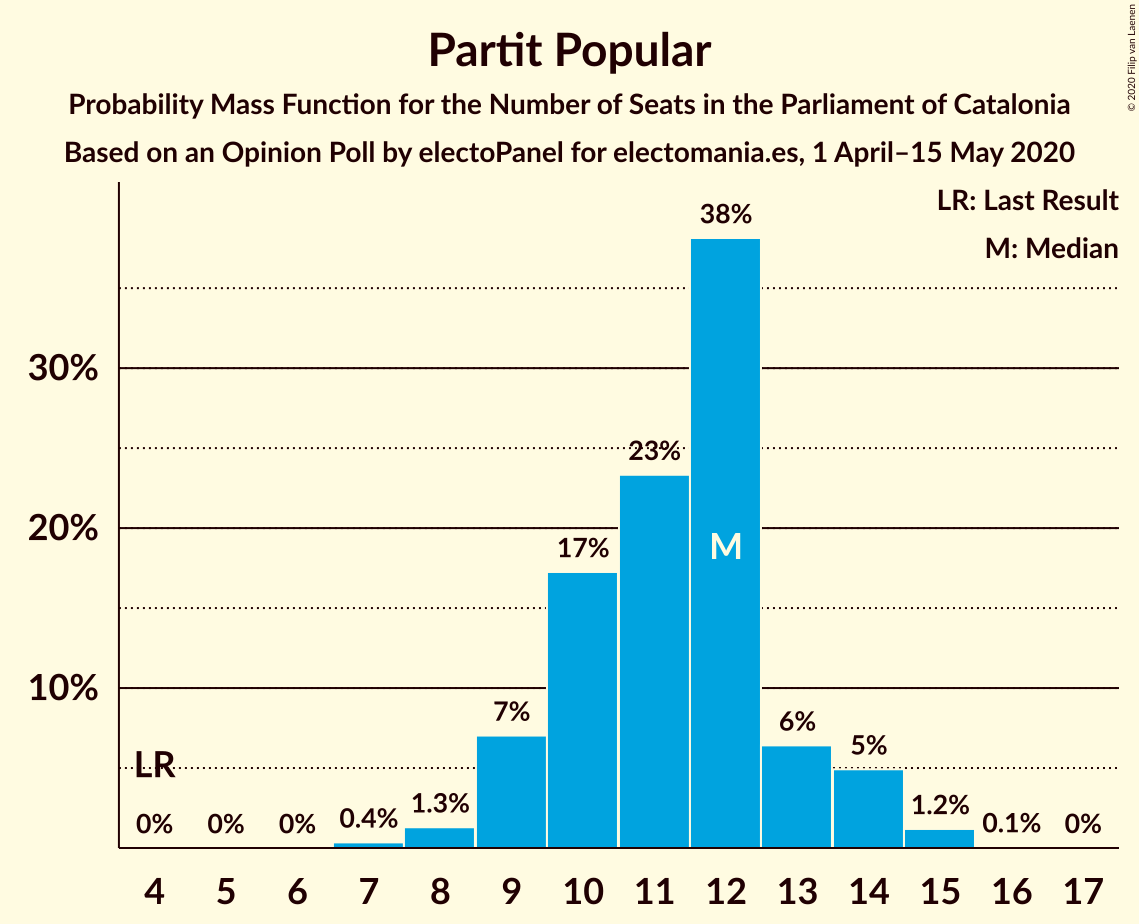 Partit Popular
Probability Mass Function for the Number of Seats in the Parliament of Catalonia
Based on an Opinion Poll by electoPanel for electomania.es, 1 April–15 May 2020
© 2020 Filip van Laenen
LR: Last Result
M: Median
38%
30%
23%
20%
17%
M
10%
7%
6%
5%
LR
0% 0% 0% 0.4% 1.3% 1.2% 0.1% 0%
4 5 6 7 8 9 10 11 12 13 14 15 16 17